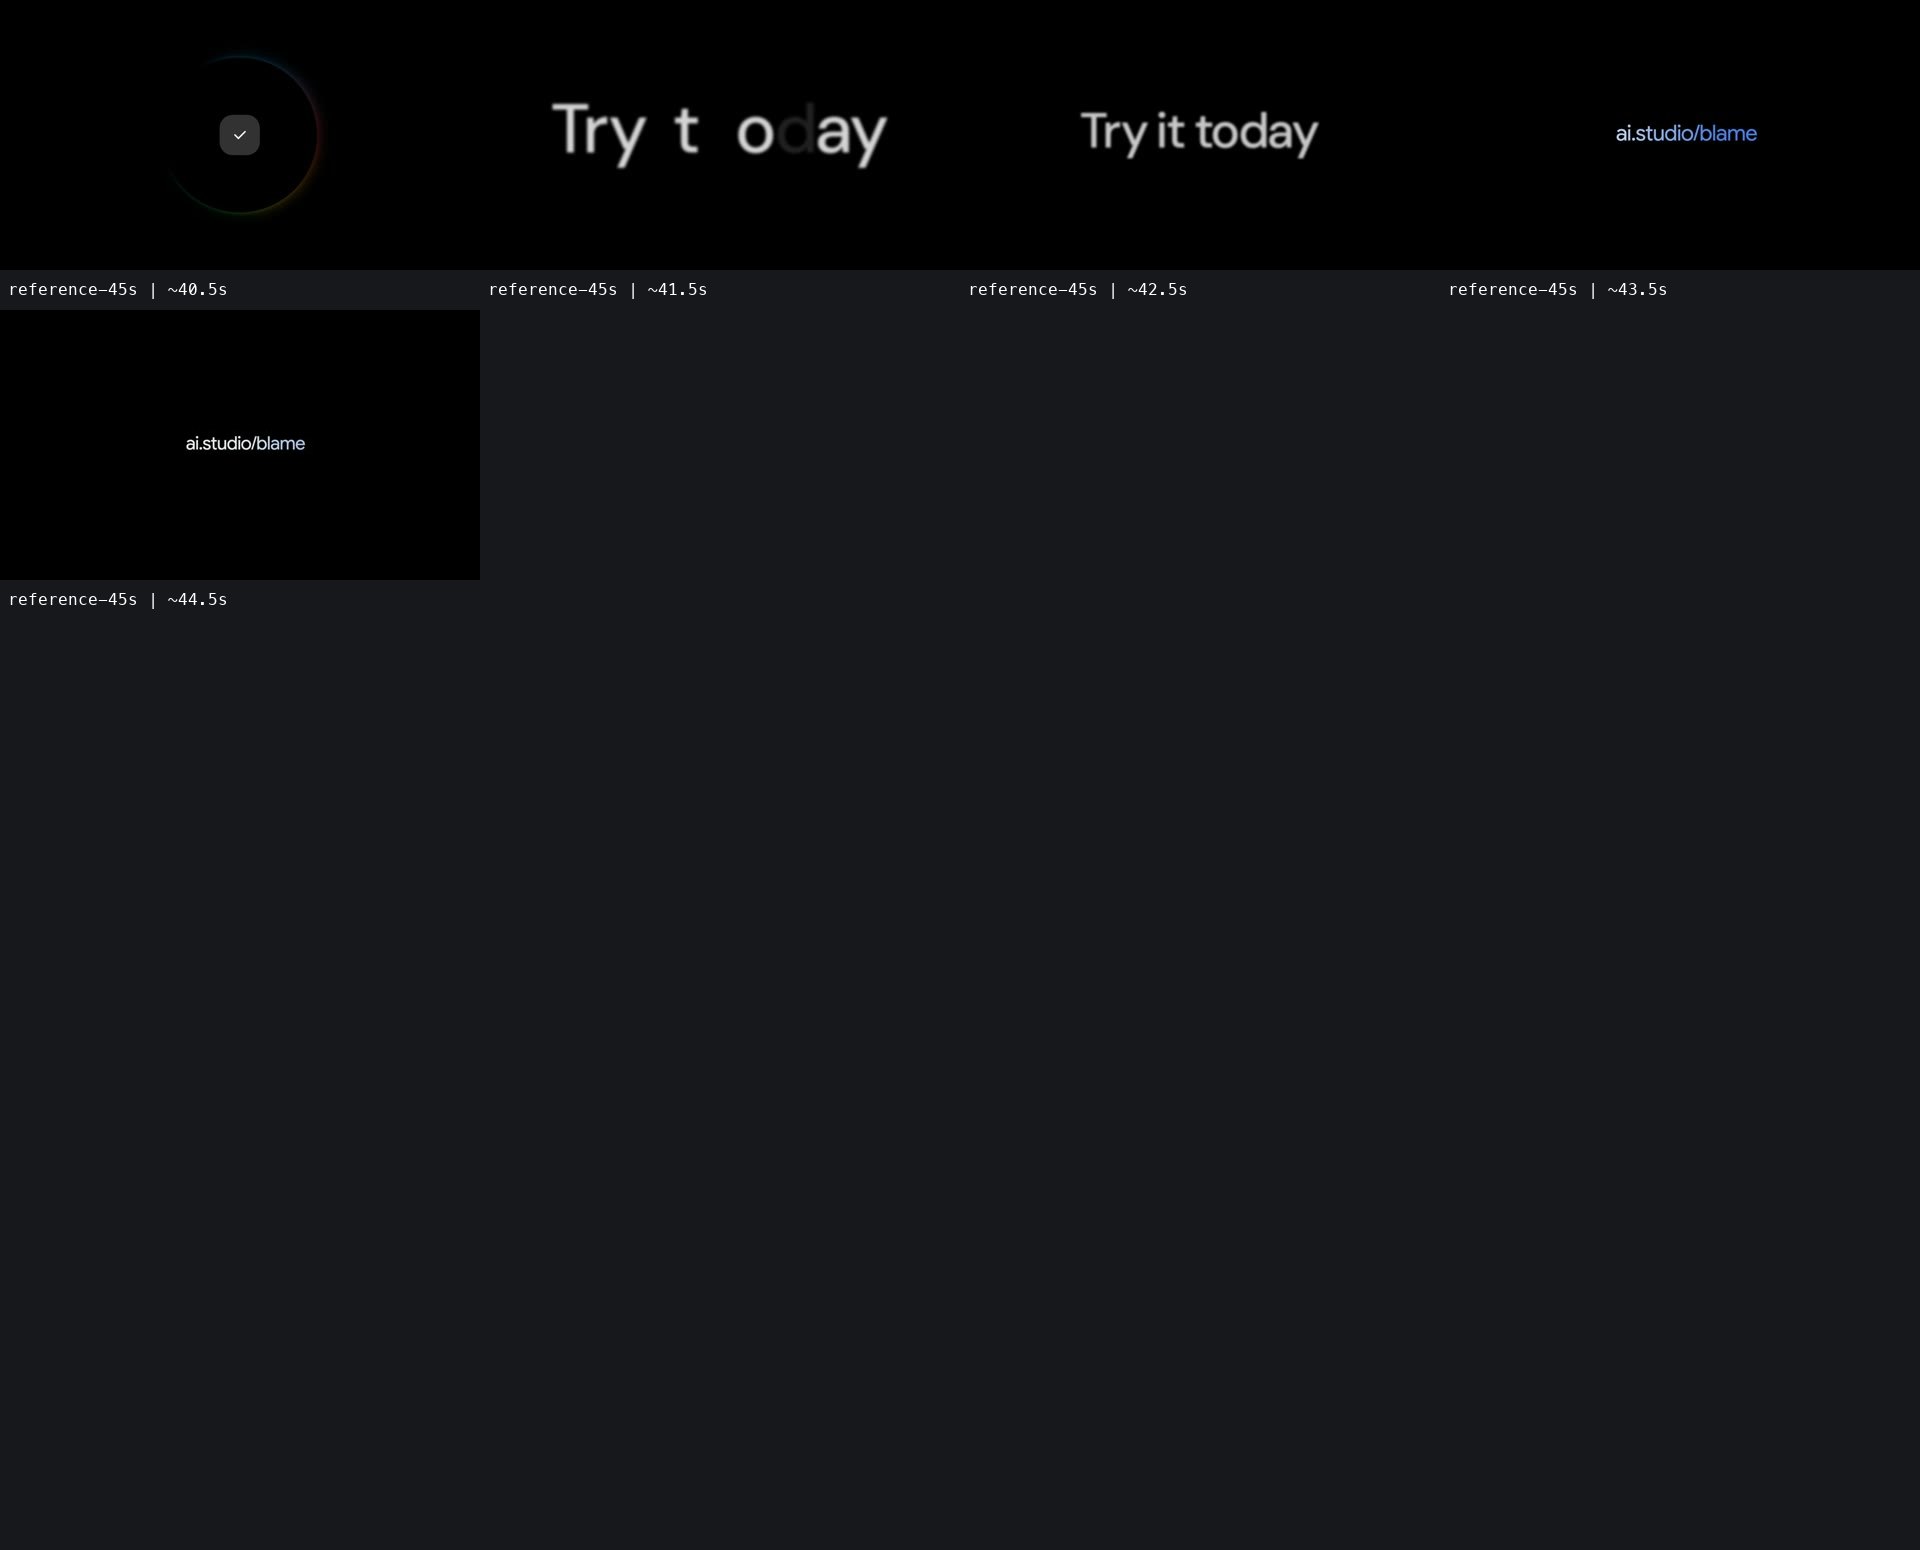 Try t oday
Try it today
ai.studio/blame
reference-45s | ~40.5s
reference-45s | ~41.5s
reference-45s | ~42.5s
reference-45s | ~43.5s
ai.studio/blame
reference-45s | ~44.5s